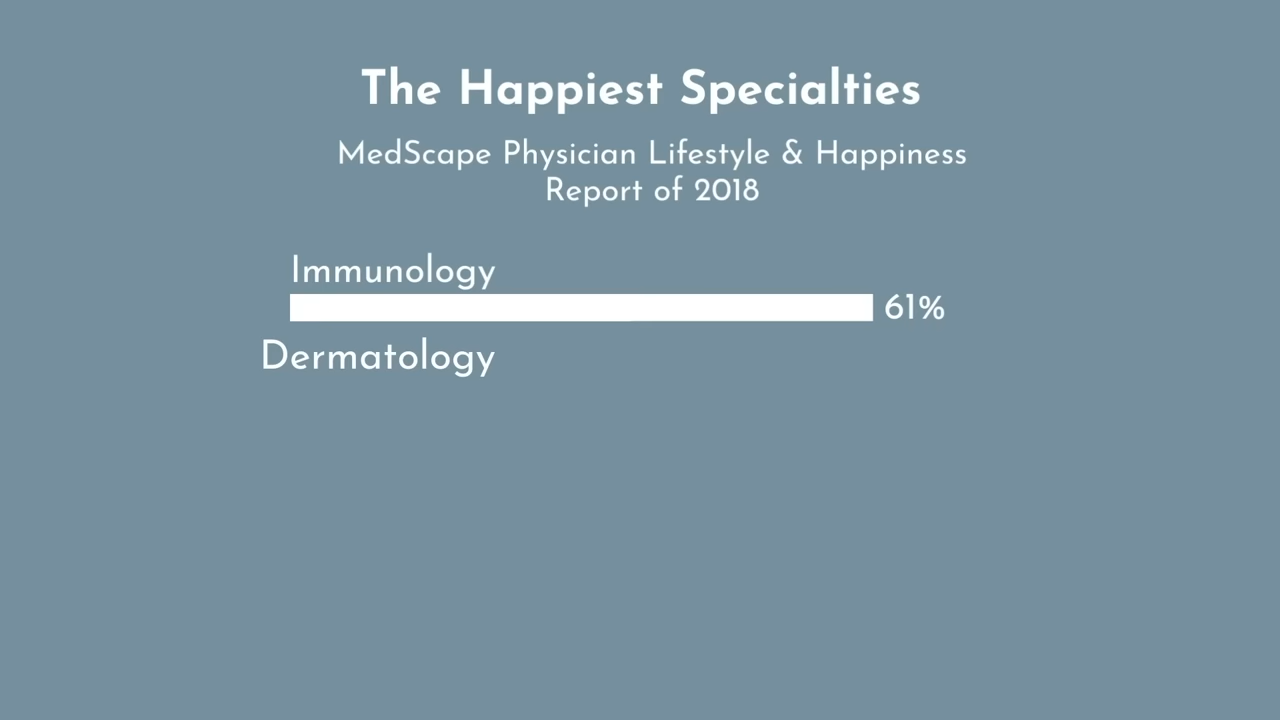 The Happiest Specialties
MedScape Physician Lifestyle & Happiness
Report of 2018
Immunology
61%
Dermatology